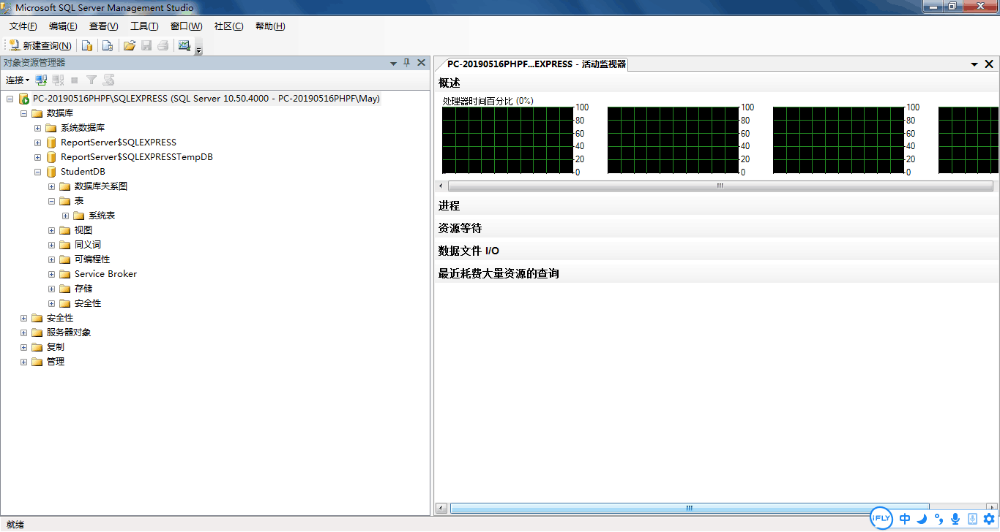 Microsoft SQL Server Management Studio
文件(F) 编辑(E) 查看(V) 工具(T) 窗口(W) 社区(C) 帮助(H)
新建查询(N)
对象资源管理器
连接
PC-20190516PHPF\SQLEXPRESS (SQL Server 10.50.4000 - PC-20190516PHPF\May)
数据库
系统数据库
ReportServer$SQLEXPRESS
ReportServer$SQLEXPRESSTempDB
StudentDB
数据库关系图
表
系统表
视图
同义词
可编程性
Service Broker
存储
安全性
安全性
服务器对象
复制
管理
PC-20190516PHPF...EXPRESS - 活动监视器
概述
处理器时间百分比 (0%)
100 100 100
80 80 80
60 60 60
40 40 40
20 20 20
0 0 0
进程
资源等待
数据文件 I/O
最近耗费大量资源的查询
iFLY 中
就绪